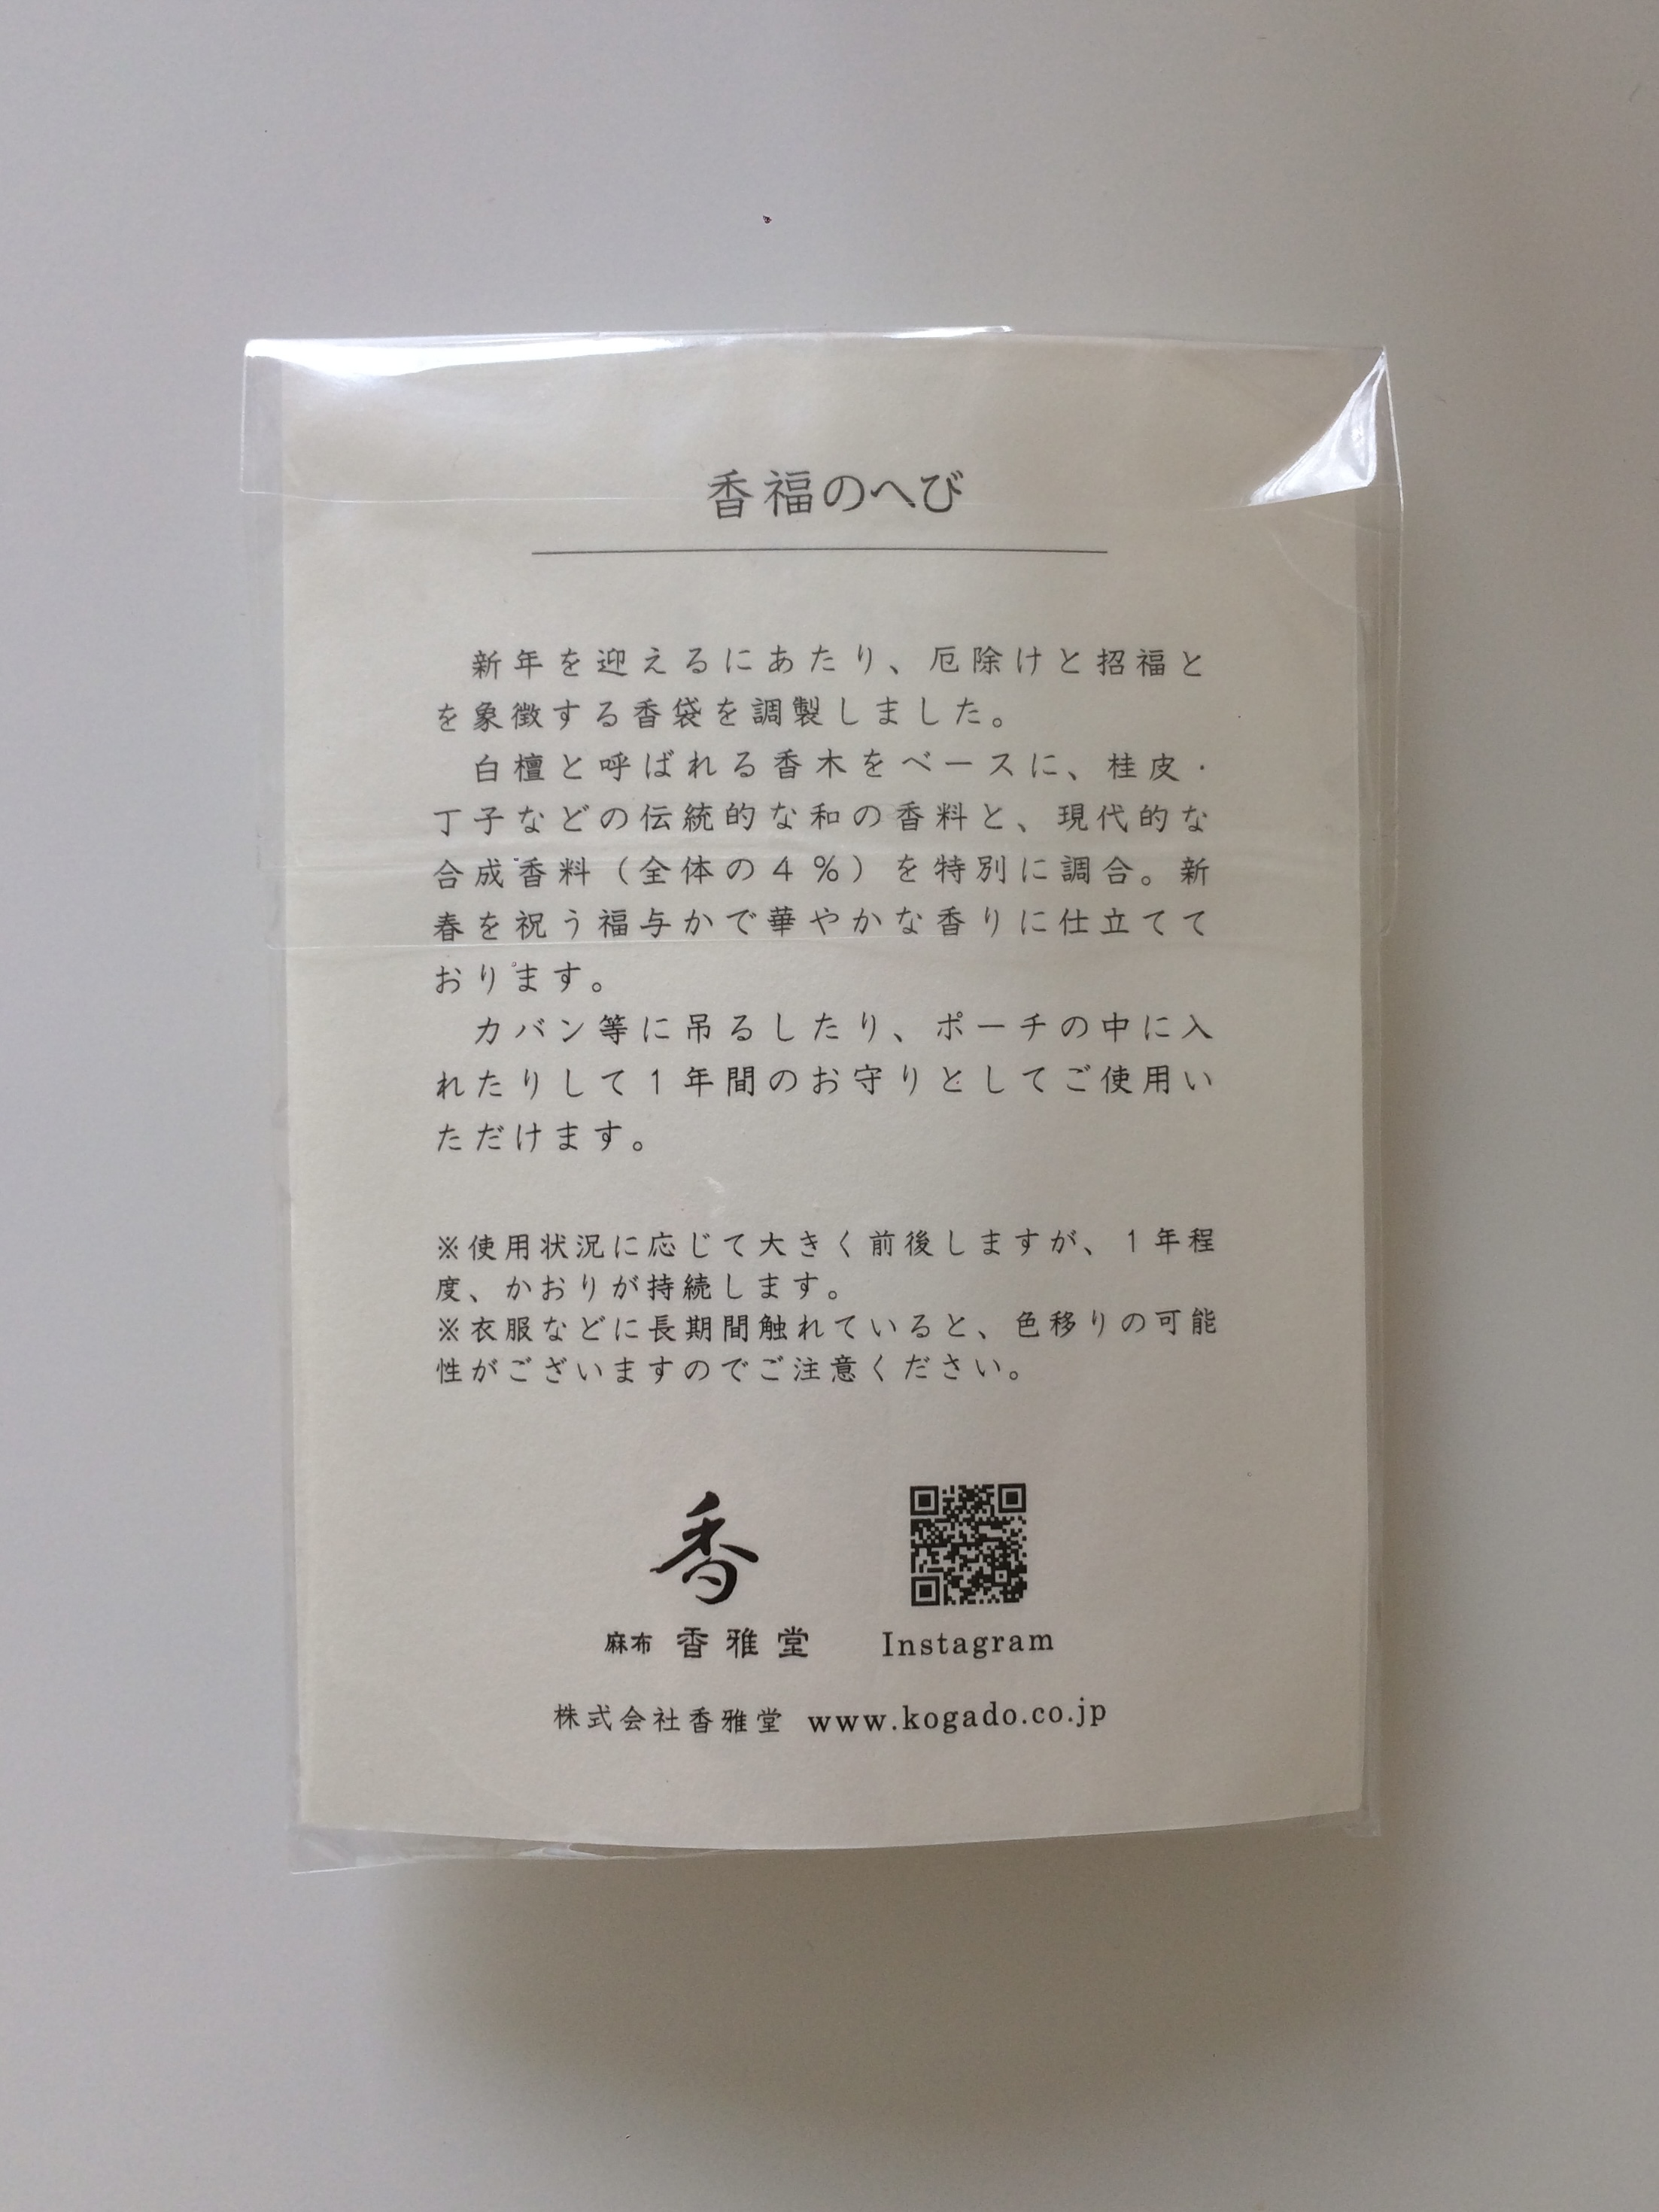 香福のへび
新年を迎えるにあたり、厄除けと招福と
を象徴する香袋を調製しました。
白檀と呼ばれる香木をベースに、桂皮・
丁子などの伝統的な和の香料と、現代的な
合成香料（全体の4％）を特別に調合。新
春を祝う福与かで華やかな香りに仕立てて
おります。
カバン等に吊るしたり、ポーチの中に入
れたりして1年間のお守りとしてご使用い
ただけます。
※使用状況に応じて大きく前後しますが、1年程
度、かおりが持続します。
※衣服などに長期間触れていると、色移りの可能
性がございますのでご注意ください。
香
麻布 香雅堂
Instagram
株式会社香雅堂 www.kogado.co.jp